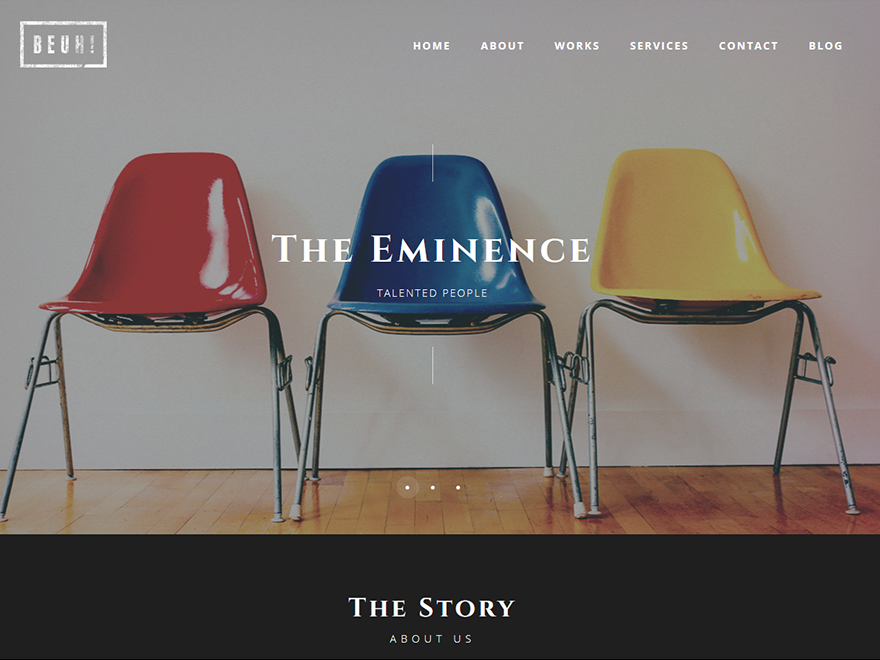 BEUH!
HOME ABOUT WORKS SERVICES CONTACT BLOG
The Eminence
TALENTED PEOPLE
The Story
ABOUT US